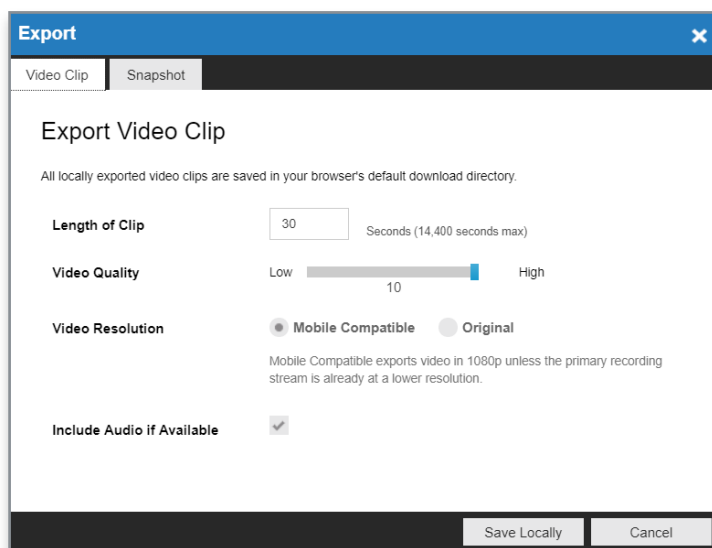 Export
Video Clip Snapshot
Export Video Clip
All locally exported video clips are saved in your browser's default download directory.
Length of Clip 30 Seconds (14,400 seconds max)
Video Quality Low High
10
Video Resolution Mobile Compatible Original
Mobile Compatible exports video in 1080p unless the primary recording
stream is already at a lower resolution.
Include Audio if Available
Save Locally Cancel